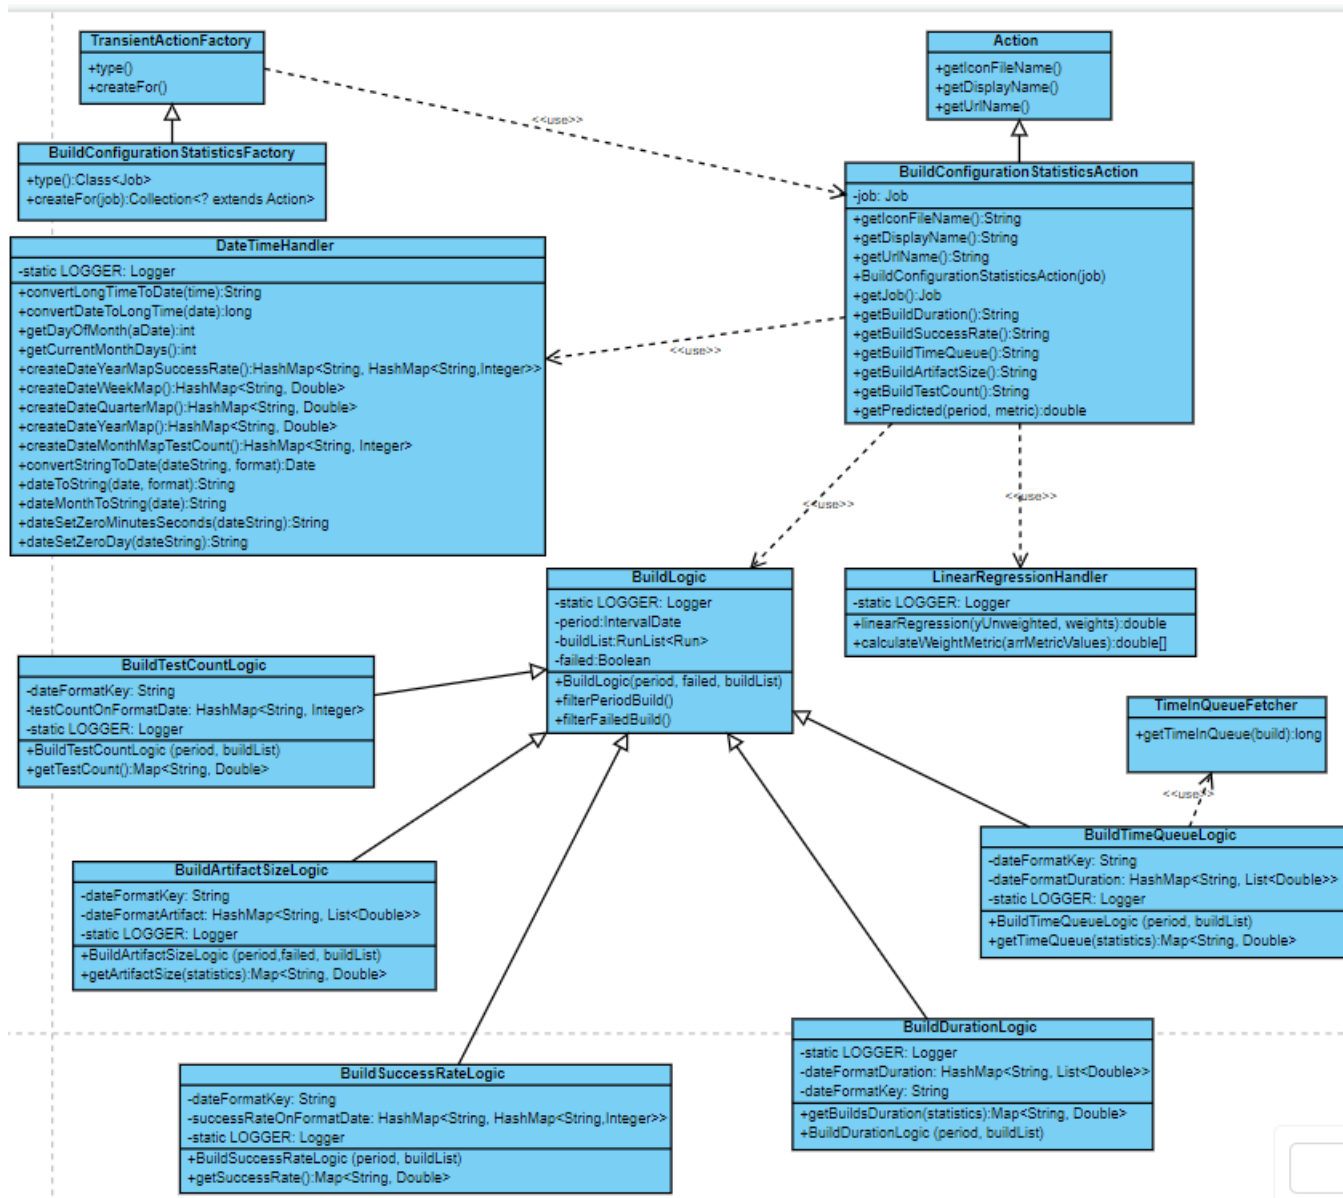 TransientActionFactory
+type()
+createFor()
Action
+getIconFileName()
+getDisplayName()
+getUrlName()
<<use>>
BuildConfigurationStatisticsFactory
+type():Class<Job>
+createFor(job):Collection<? extends Action>
BuildConfigurationStatisticsAction
-job: Job
+getIconFileName():String
+getDisplayName():String
+getUrlName():String
+BuildConfigurationStatisticsAction(job)
+getJob():Job
+getBuildDuration():String
+getBuildSuccessRate():String
+getBuildTimeQueue():String
+getBuildArtifactSize():String
+getBuildTestCount():String
+getPredicted(period, metric):double
DateTimeHandler
-static LOGGER: Logger
+convertLongTimeToDate(time):String
+convertDateToLongTime(date):long
+getDayOfMonth(aDate):int
+getCurrentMonthDays():int
+createDateYearMapSuccessRate():HashMap<String, HashMap<String,Integer>>
+createDateWeekMap():HashMap<String, Double>
+createDateQuarterMap():HashMap<String, Double>
+createDateYearMap():HashMap<String, Double>
+createDateMonthMapTestCount():HashMap<String, Integer>
+convertStringToDate(dateString, format):Date
+dateToString(date, format):String
+dateMonthToString(date):String
+dateSetZeroMinutesSeconds(dateString):String
+dateSetZeroDay(dateString):String
<<use>>
<<use>>
<<use>>
BuildLogic
-static LOGGER: Logger
-period:IntervalDate
-buildList:RunList<Run>
-failed:Boolean
+BuildLogic(period, failed, buildList)
+filterPeriodBuild()
+filterFailedBuild()
LinearRegressionHandler
-static LOGGER: Logger
+linearRegression(yUnweighted, weights):double
+calculateWeightMetric(arrMetricValues):double[]
BuildTestCountLogic
-dateFormatKey: String
-testCountOnFormatDate: HashMap<String, Integer>
-static LOGGER: Logger
+BuildTestCountLogic (period, buildList)
+getTestCount():Map<String, Double>
TimeInQueueFetcher
+getTimeInQueue(build):long
<<use>>
BuildTimeQueueLogic
-dateFormatKey: String
-dateFormatDuration: HashMap<String, List<Double>>
-static LOGGER: Logger
+BuildTimeQueueLogic (period, buildList)
+getTimeQueue(statistics):Map<String, Double>
BuildArtifactSizeLogic
-dateFormatKey: String
-dateFormatArtifact: HashMap<String, List<Double>>
-static LOGGER: Logger
+BuildArtifactSizeLogic (period,failed, buildList)
+getArtifactSize(statistics):Map<String, Double>
BuildDurationLogic
-static LOGGER: Logger
-dateFormatDuration: HashMap<String, List<Double>>
-dateFormatKey: String
+getBuildsDuration(statistics):Map<String, Double>
+BuildDurationLogic (period, buildList)
BuildSuccessRateLogic
-dateFormatKey: String
-successRateOnFormatDate: HashMap<String, HashMap<String,Integer>>
-static LOGGER: Logger
+BuildSuccessRateLogic (period, buildList)
+getSuccessRate():Map<String, Double>